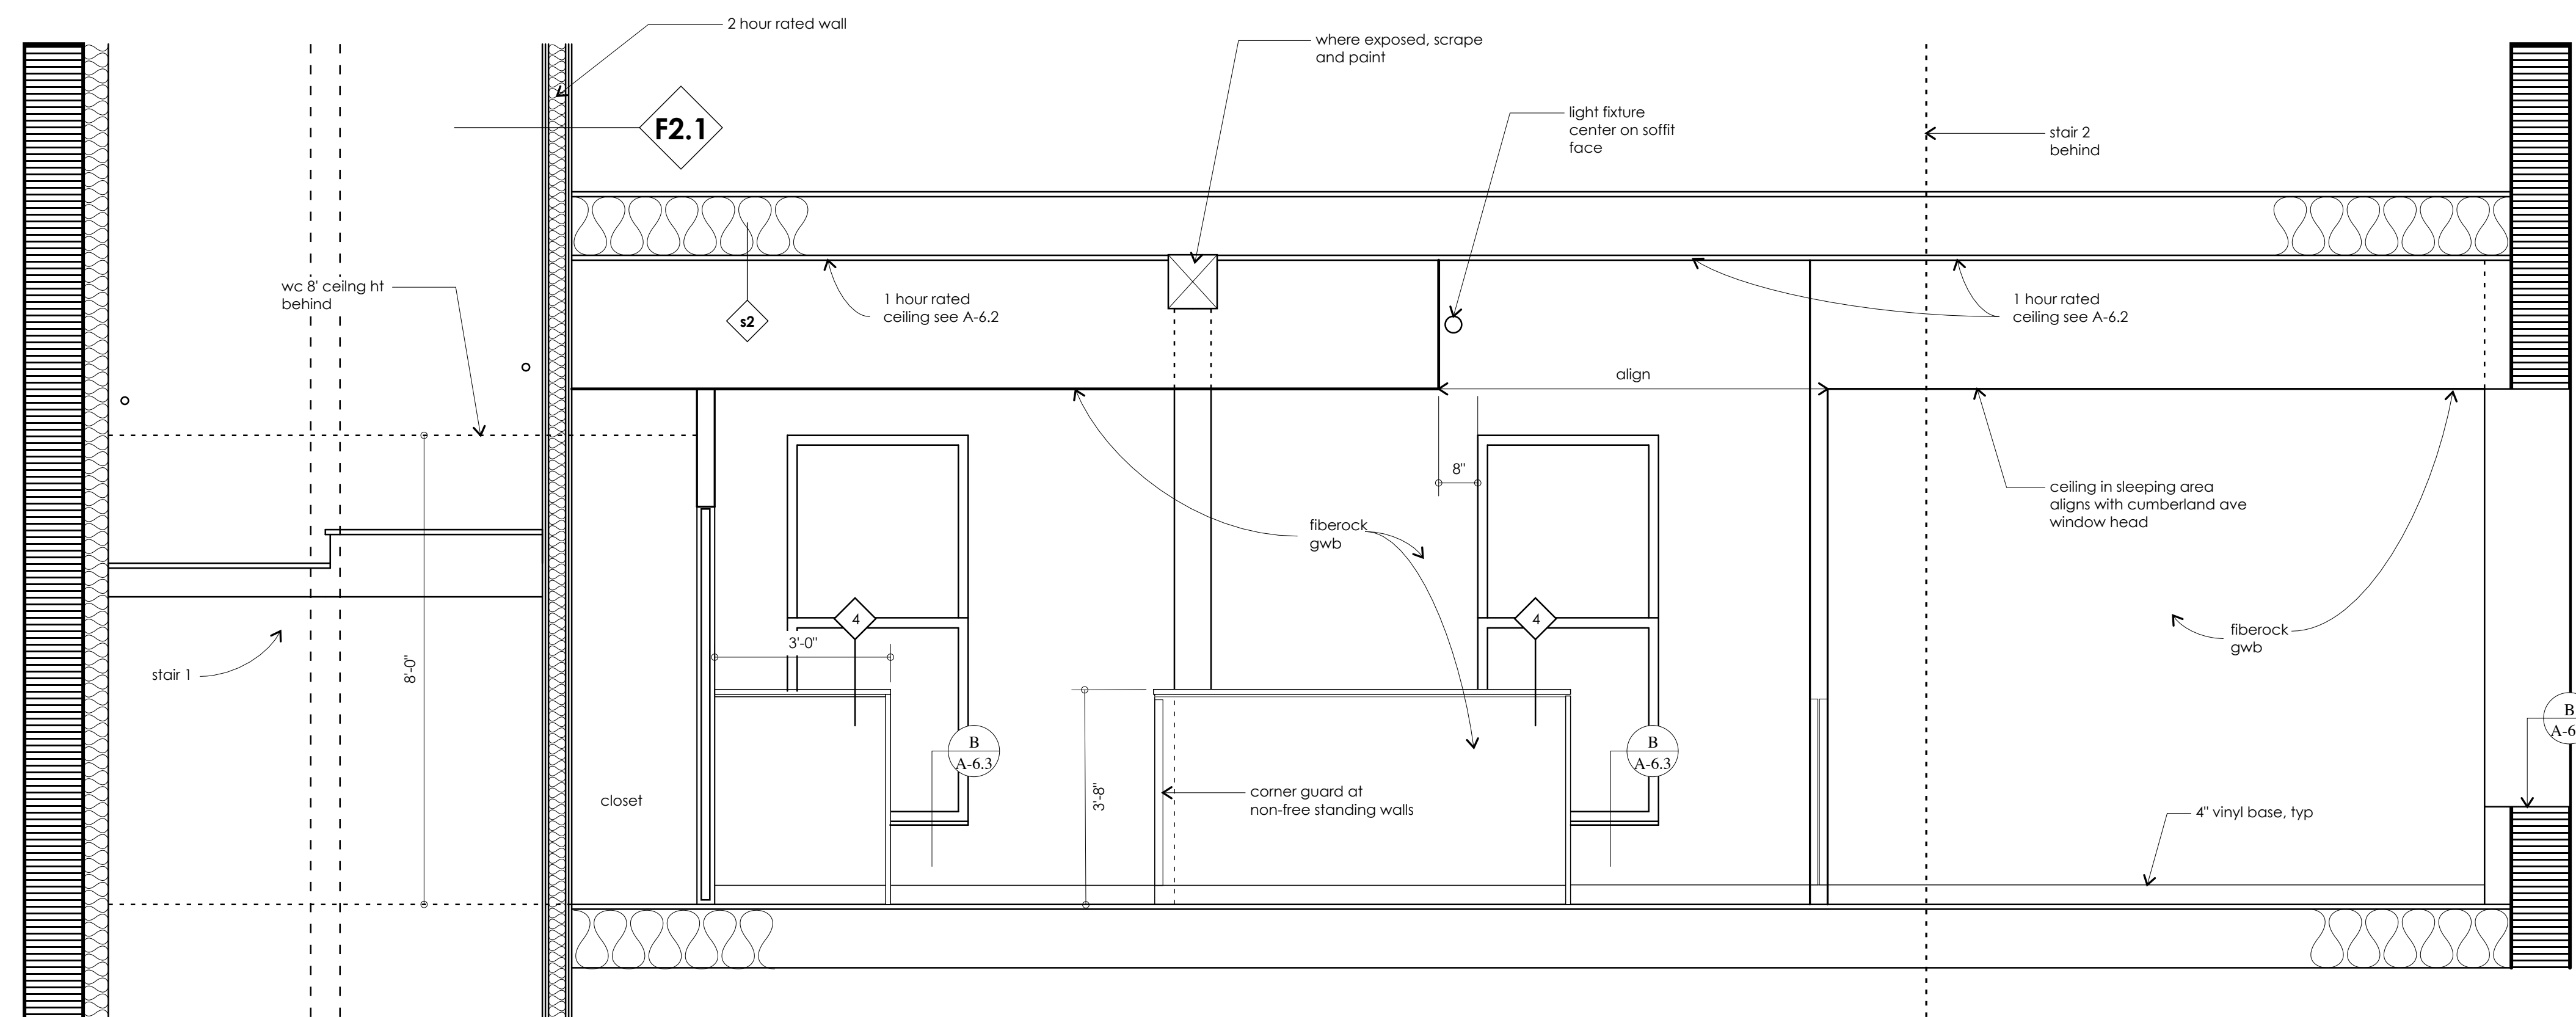 2 hour rated wall
where exposed, scrape
and paint
F2.1
light fixture
center on soffit
face
stair 2
behind
wc 8' ceilng ht
behind
s2
1 hour rated
ceiling see A-6.2
1 hour rated
ceiling see A-6.2
align
8"
ceiling in sleeping area
aligns with cumberland ave
window head
fiberock
gwb
4
4
3'-0"
fiberock
gwb
stair 1
8'-0"
B
A-6.3
B
A-6.3
B
A-6
closet
3'-8"
corner guard at
non-free standing walls
4" vinyl base, typ